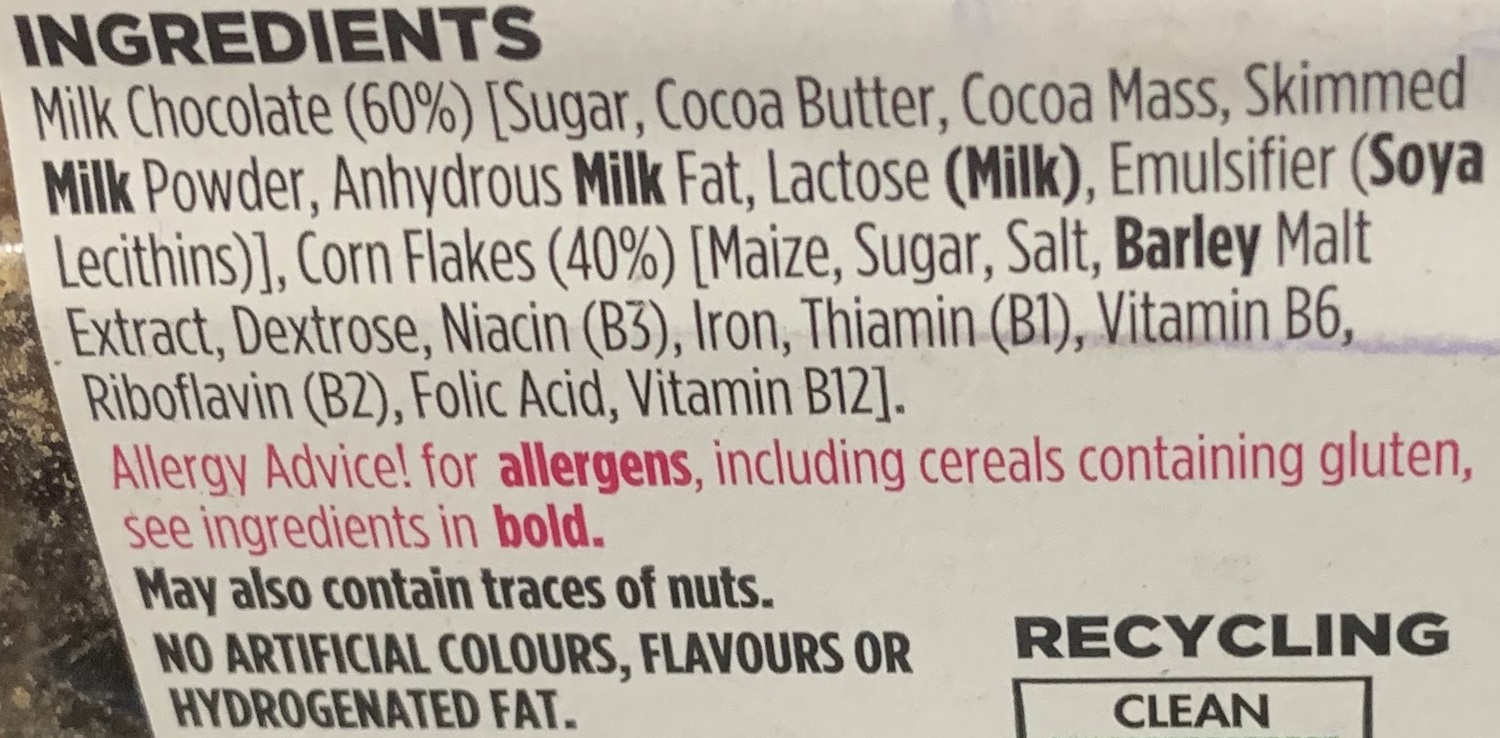 INGREDIENTS
Milk Chocolate (60%) [Sugar, Cocoa Butter, Cocoa Mass, Skimmed
Milk Powder, Anhydrous Milk Fat, Lactose (Milk), Emulsifier (Soya
Lecithins)], Corn Flakes (40%) [Maize, Sugar, Salt, Barley Malt
Extract, Dextrose, Niacin (B3), Iron, Thiamin (B1), Vitamin B6,
Riboflavin (B2), Folic Acid, Vitamin B12].
Allergy Advice! for allergens, including cereals containing gluten,
see ingredients in bold.
May also contain traces of nuts.
NO ARTIFICIAL COLOURS, FLAVOURS OR
HYDROGENATED FAT.
RECYCLING
CLEAN